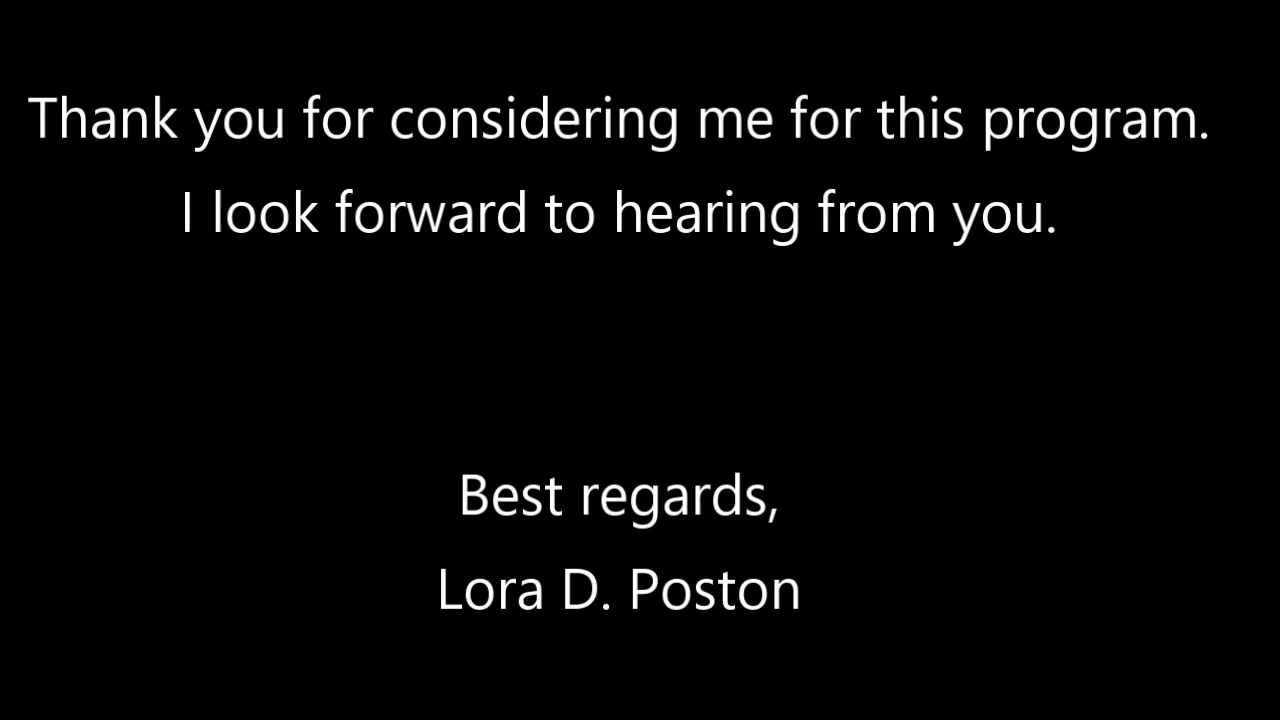 Thank you for considering me for this program.
I look forward to hearing from you.
Best regards,
Lora D. Poston